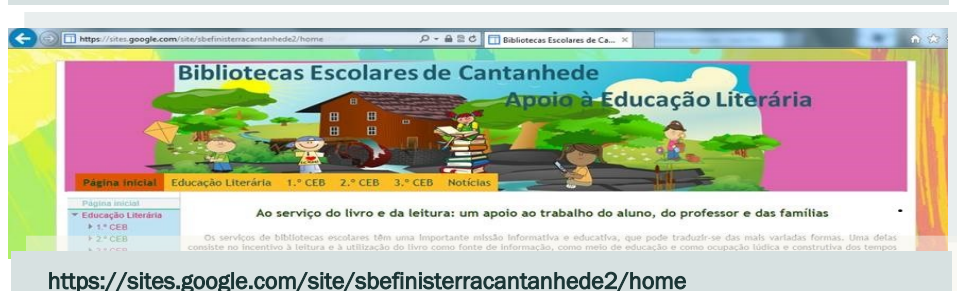 https://sites.google.com/site/sbefinisterracantanhede2/home
Bibliotecas Escolares de Ca...
Bibliotecas Escolares de Cantanhede
Apoio à Educação Literária
Página inicial Educação Literária 1.º CEB 2.º CEB 3.º CEB Notícias
Página inicial
Educação Literária
1.º CEB
2.º CEB
Ao serviço do livro e da leitura: um apoio ao trabalho do aluno, do professor e das famílias
Os serviços de bibliotecas escolares têm uma importante missão informativa e educativa, que pode traduzir-se das mais variadas formas. Uma delas
consiste no incentivo à leitura e à utilização do livro como fonte de informação, como meio de educação e como ocupação lúdica e construtiva dos tempos
https://sites.google.com/site/sbefinisterracantanhede2/home